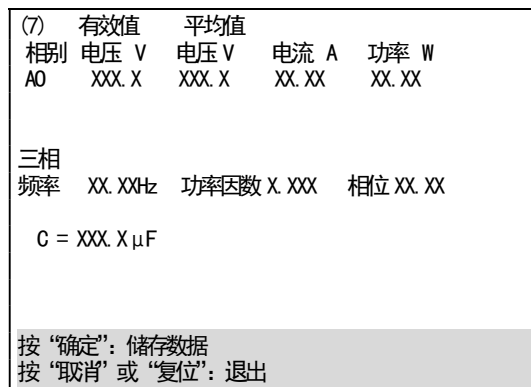 (7) 有效值 平均值
相别 电压 V 电压 V 电流 A 功率 W
AO XXX.X XXX.X XX.XX XX.XX
三相
频率 XX.XXHz 功率因数 X.XXX 相位 XX.XX
C = XXX.XμF
按“确定”：储存数据
按“取消”或“复位”：退出